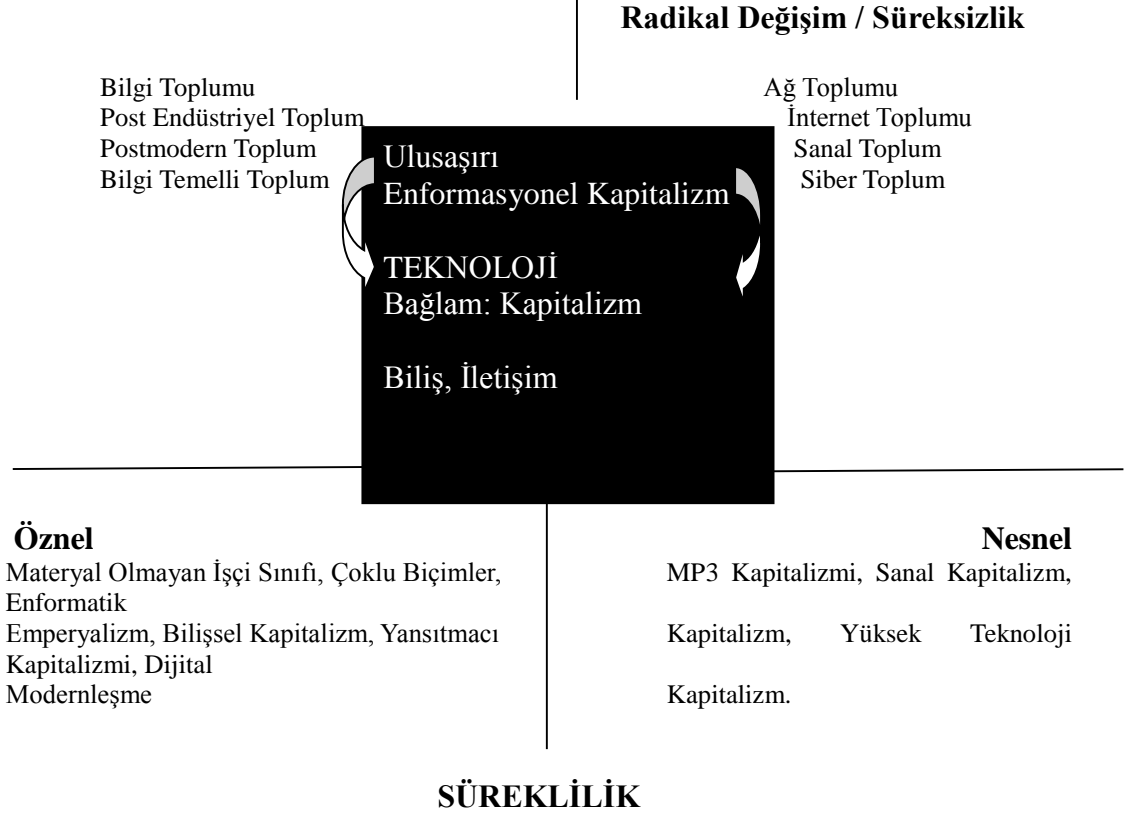 Radikal Değişim / Süreksizlik
Bilgi Toplumu
Post Endüstriyel Toplum
Postmodern Toplum
Bilgi Temelli Toplum
Ağ Toplumu
İnternet Toplumu
Sanal Toplum
Siber Toplum
Ulusaşırı
Enformasyonel Kapitalizm
TEKNOLOJİ
Bağlam: Kapitalizm
Biliş, İletişim
Öznel
Materyal Olmayan İşçi Sınıfı, Çoklu Biçimler,
Enformatik
Emperyalizm, Bilişsel Kapitalizm, Yansıtmacı
Kapitalizmi, Dijital
Modernleşme
Nesnel
MP3 Kapitalizmi, Sanal Kapitalizm,
Kapitalizm, Yüksek Teknoloji
Kapitalizm.
SÜREKLİLİK